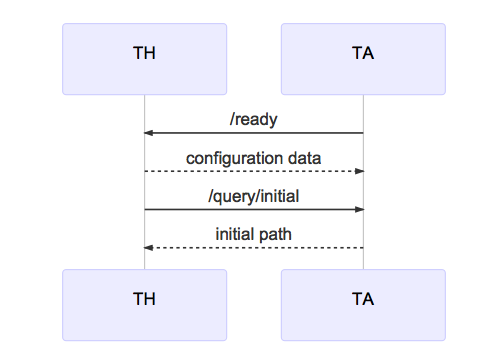 TH
TA
/ready
configuration data
/query/initial
initial path
TH
TA